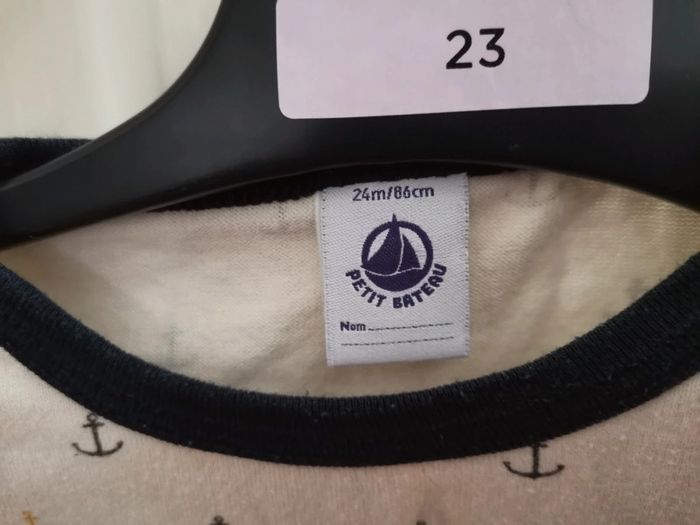 23
24m/86cm
PETIT BATEAU
Nom